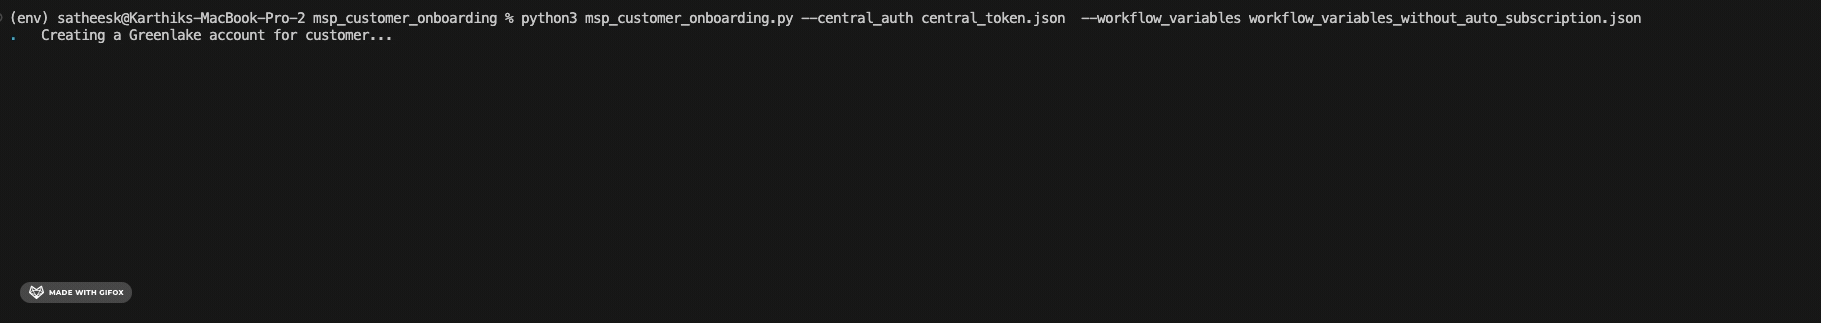 (env) satheesk@Karthiks-MacBook-Pro-2 msp_customer_onboarding % python3 msp_customer_onboarding.py --central_auth central_token.json  --workflow_variables workflow_variables_without_auto_subscription.json
.   Creating a Greenlake account for customer...
MADE WITH GIFOX